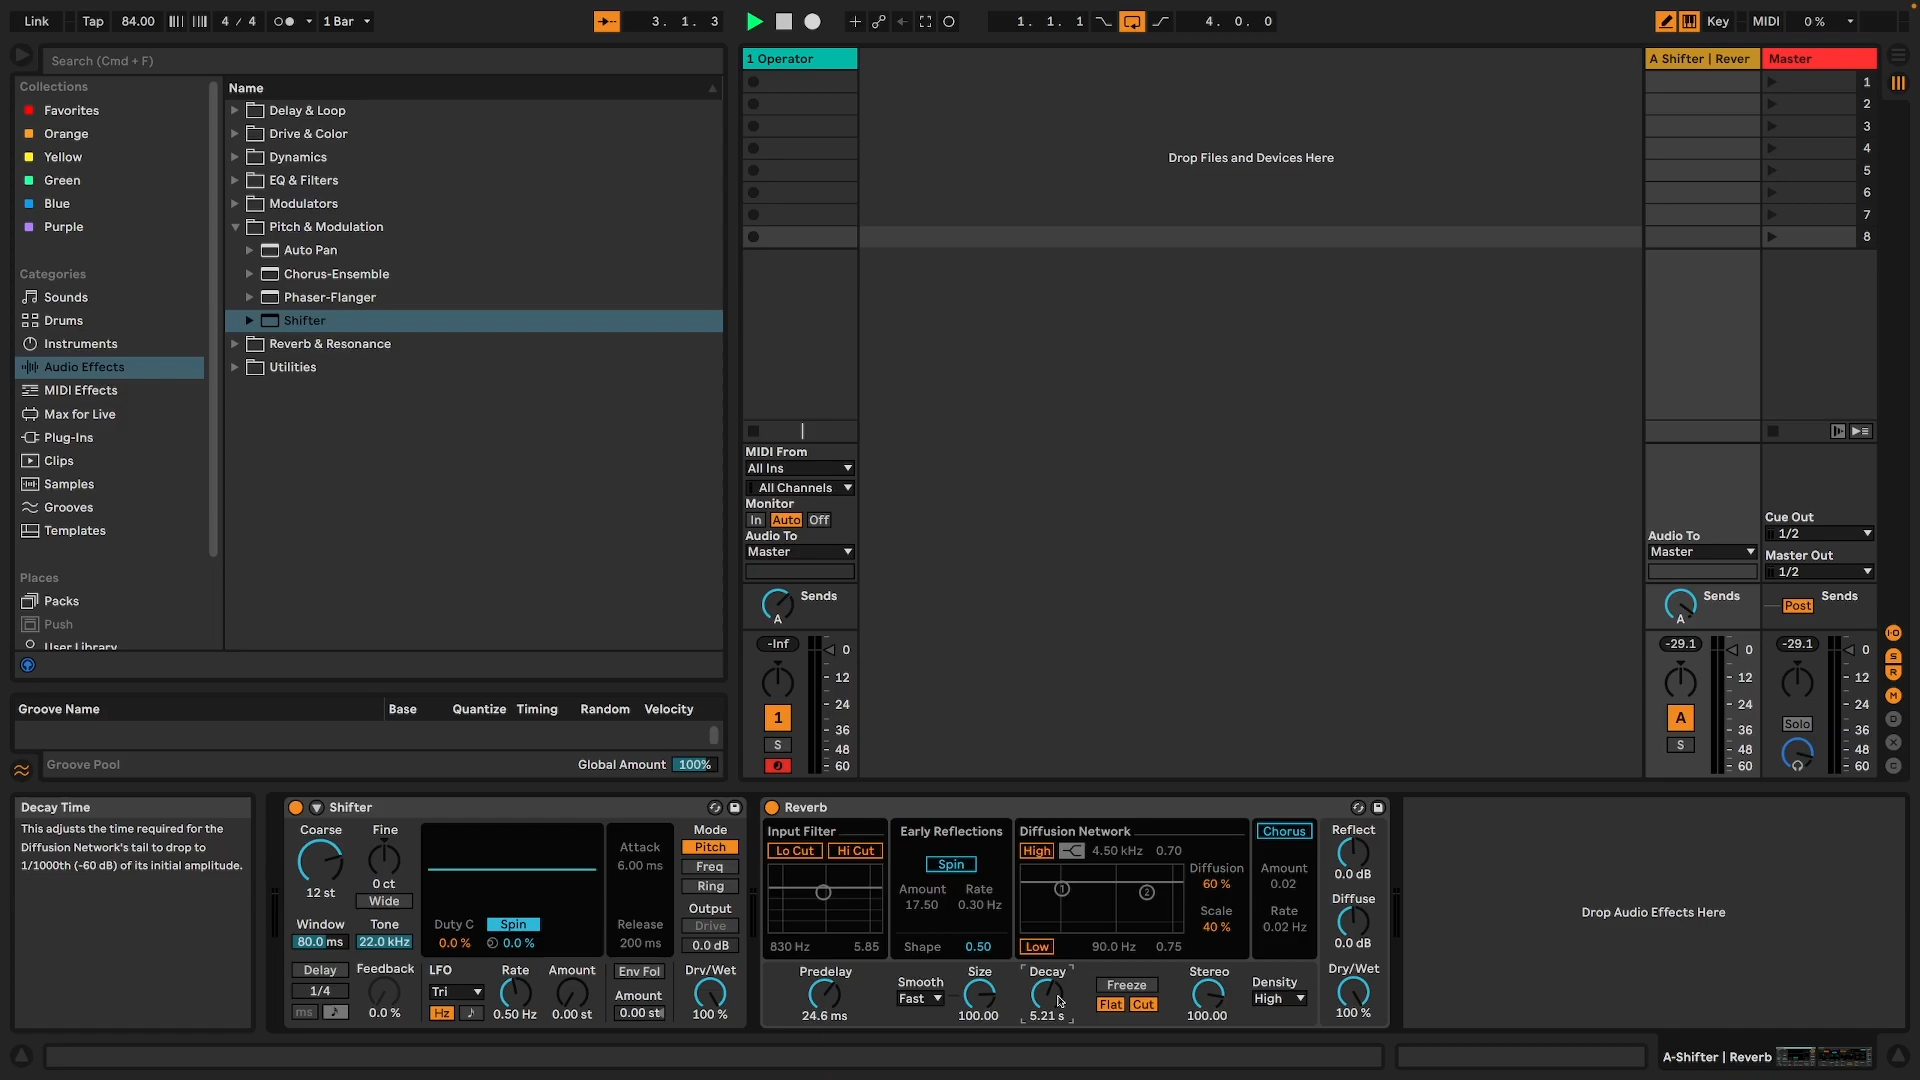 Link Tap 84.00 4 / 4 1 Bar 3. 1. 3 1. 1. 1 4. 0. 0 Key MIDI 0 %
Search (Cmd + F)
Collections
Favorites
Orange
Yellow
Green
Blue
Purple
Categories
Sounds
Drums
Instruments
Audio Effects
MIDI Effects
Max for Live
Plug-Ins
Clips
Samples
Grooves
Templates
Places
Packs
Push
User Library
Name
Delay & Loop
Drive & Color
Dynamics
EQ & Filters
Modulators
Pitch & Modulation
Auto Pan
Chorus-Ensemble
Phaser-Flanger
Shifter
Reverb & Resonance
Utilities
Groove Name Base Quantize Timing Random Velocity
Groove Pool Global Amount 100%
1 Operator
Drop Files and Devices Here
A Shifter | Rever
Master
1
2
3
4
5
6
7
8
MIDI From
All Ins
All Channels
Monitor
In Auto Off
Audio To
Master
Sends
A
-Inf
0
12
24
36
48
60
1
S
Audio To
Master
Sends
A
-29.1
0
12
24
36
48
60
A
S
Cue Out
1/2
Master Out
1/2
Sends
Post
-29.1
0
12
24
36
48
60
Solo
I·O
S
R
M
D
X
C
Decay Time
This adjusts the time required for the
Diffusion Network's tail to drop to
1/1000th (-60 dB) of its initial amplitude.
Shifter
Coarse Fine
12 st 0 ct
Wide
Window Tone
80.0 ms 22.0 kHz
Delay Feedback
1/4
ms 0.0 %
Duty C Spin
0.0 % 0.0 %
LFO Rate Amount
Tri
Hz 0.50 Hz 0.00 st
Attack
6.00 ms
Release
200 ms
Env Fol
Amount
0.00 st
Mode
Pitch
Freq
Ring
Output
Drive
0.0 dB
Dry/Wet
100 %
Reverb
Input Filter
Lo Cut Hi Cut
830 Hz 5.85
Early Reflections
Spin
Amount Rate
17.50 0.30 Hz
Shape 0.50
Diffusion Network
High 4.50 kHz 0.70
1 2
Diffusion
60 %
Scale
40 %
Low 90.0 Hz 0.75
Chorus
Amount
0.02
Rate
0.02 Hz
Reflect
0.0 dB
Diffuse
0.0 dB
Dry/Wet
100 %
Predelay
24.6 ms
Smooth
Fast
Size
100.00
Decay
5.21 s
Freeze
Flat Cut
Stereo
100.00
Density
High
Drop Audio Effects Here
A-Shifter | Reverb